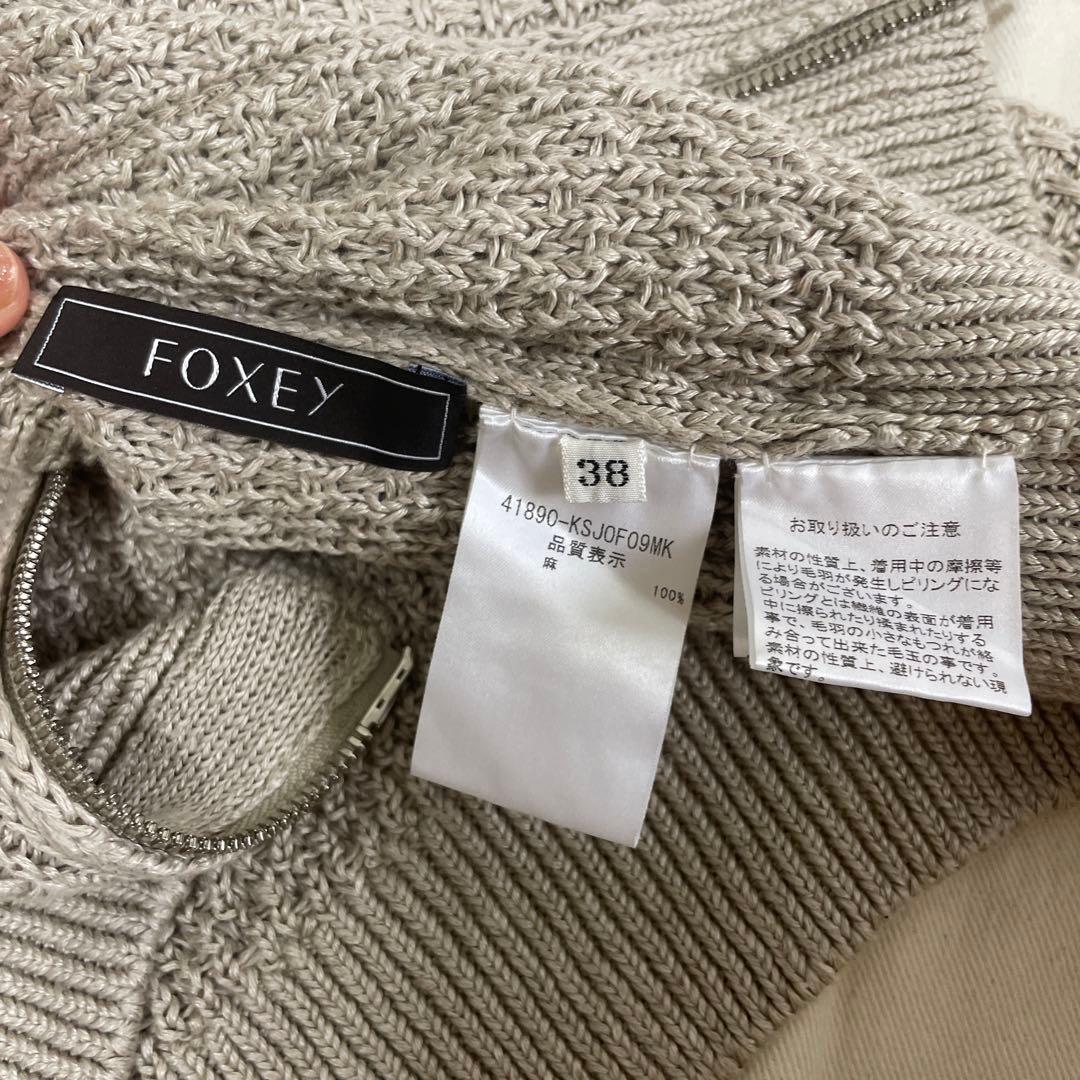 FOXEY
38
41890-KSJ0F09MK
品質表示
麻 100%
お取り扱いのご注意
素材の性質上、着用中の摩擦等
により毛羽が発生しピリングにな
る場合がございます。
ピリングとは繊維の表面が着用
中に擦られたり揉まれたりする
事で、毛羽の小さなもつれが絡
み合って出来た毛玉の事です。
素材の性質上、避けられない現
象です。